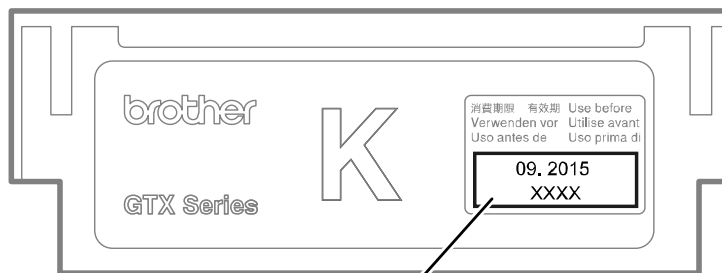 brother
GTX Series
K
消費期限 有效期 Use before
Verwenden vor Utilise avant
Uso antes de Uso prima di
09. 2015
XXXX